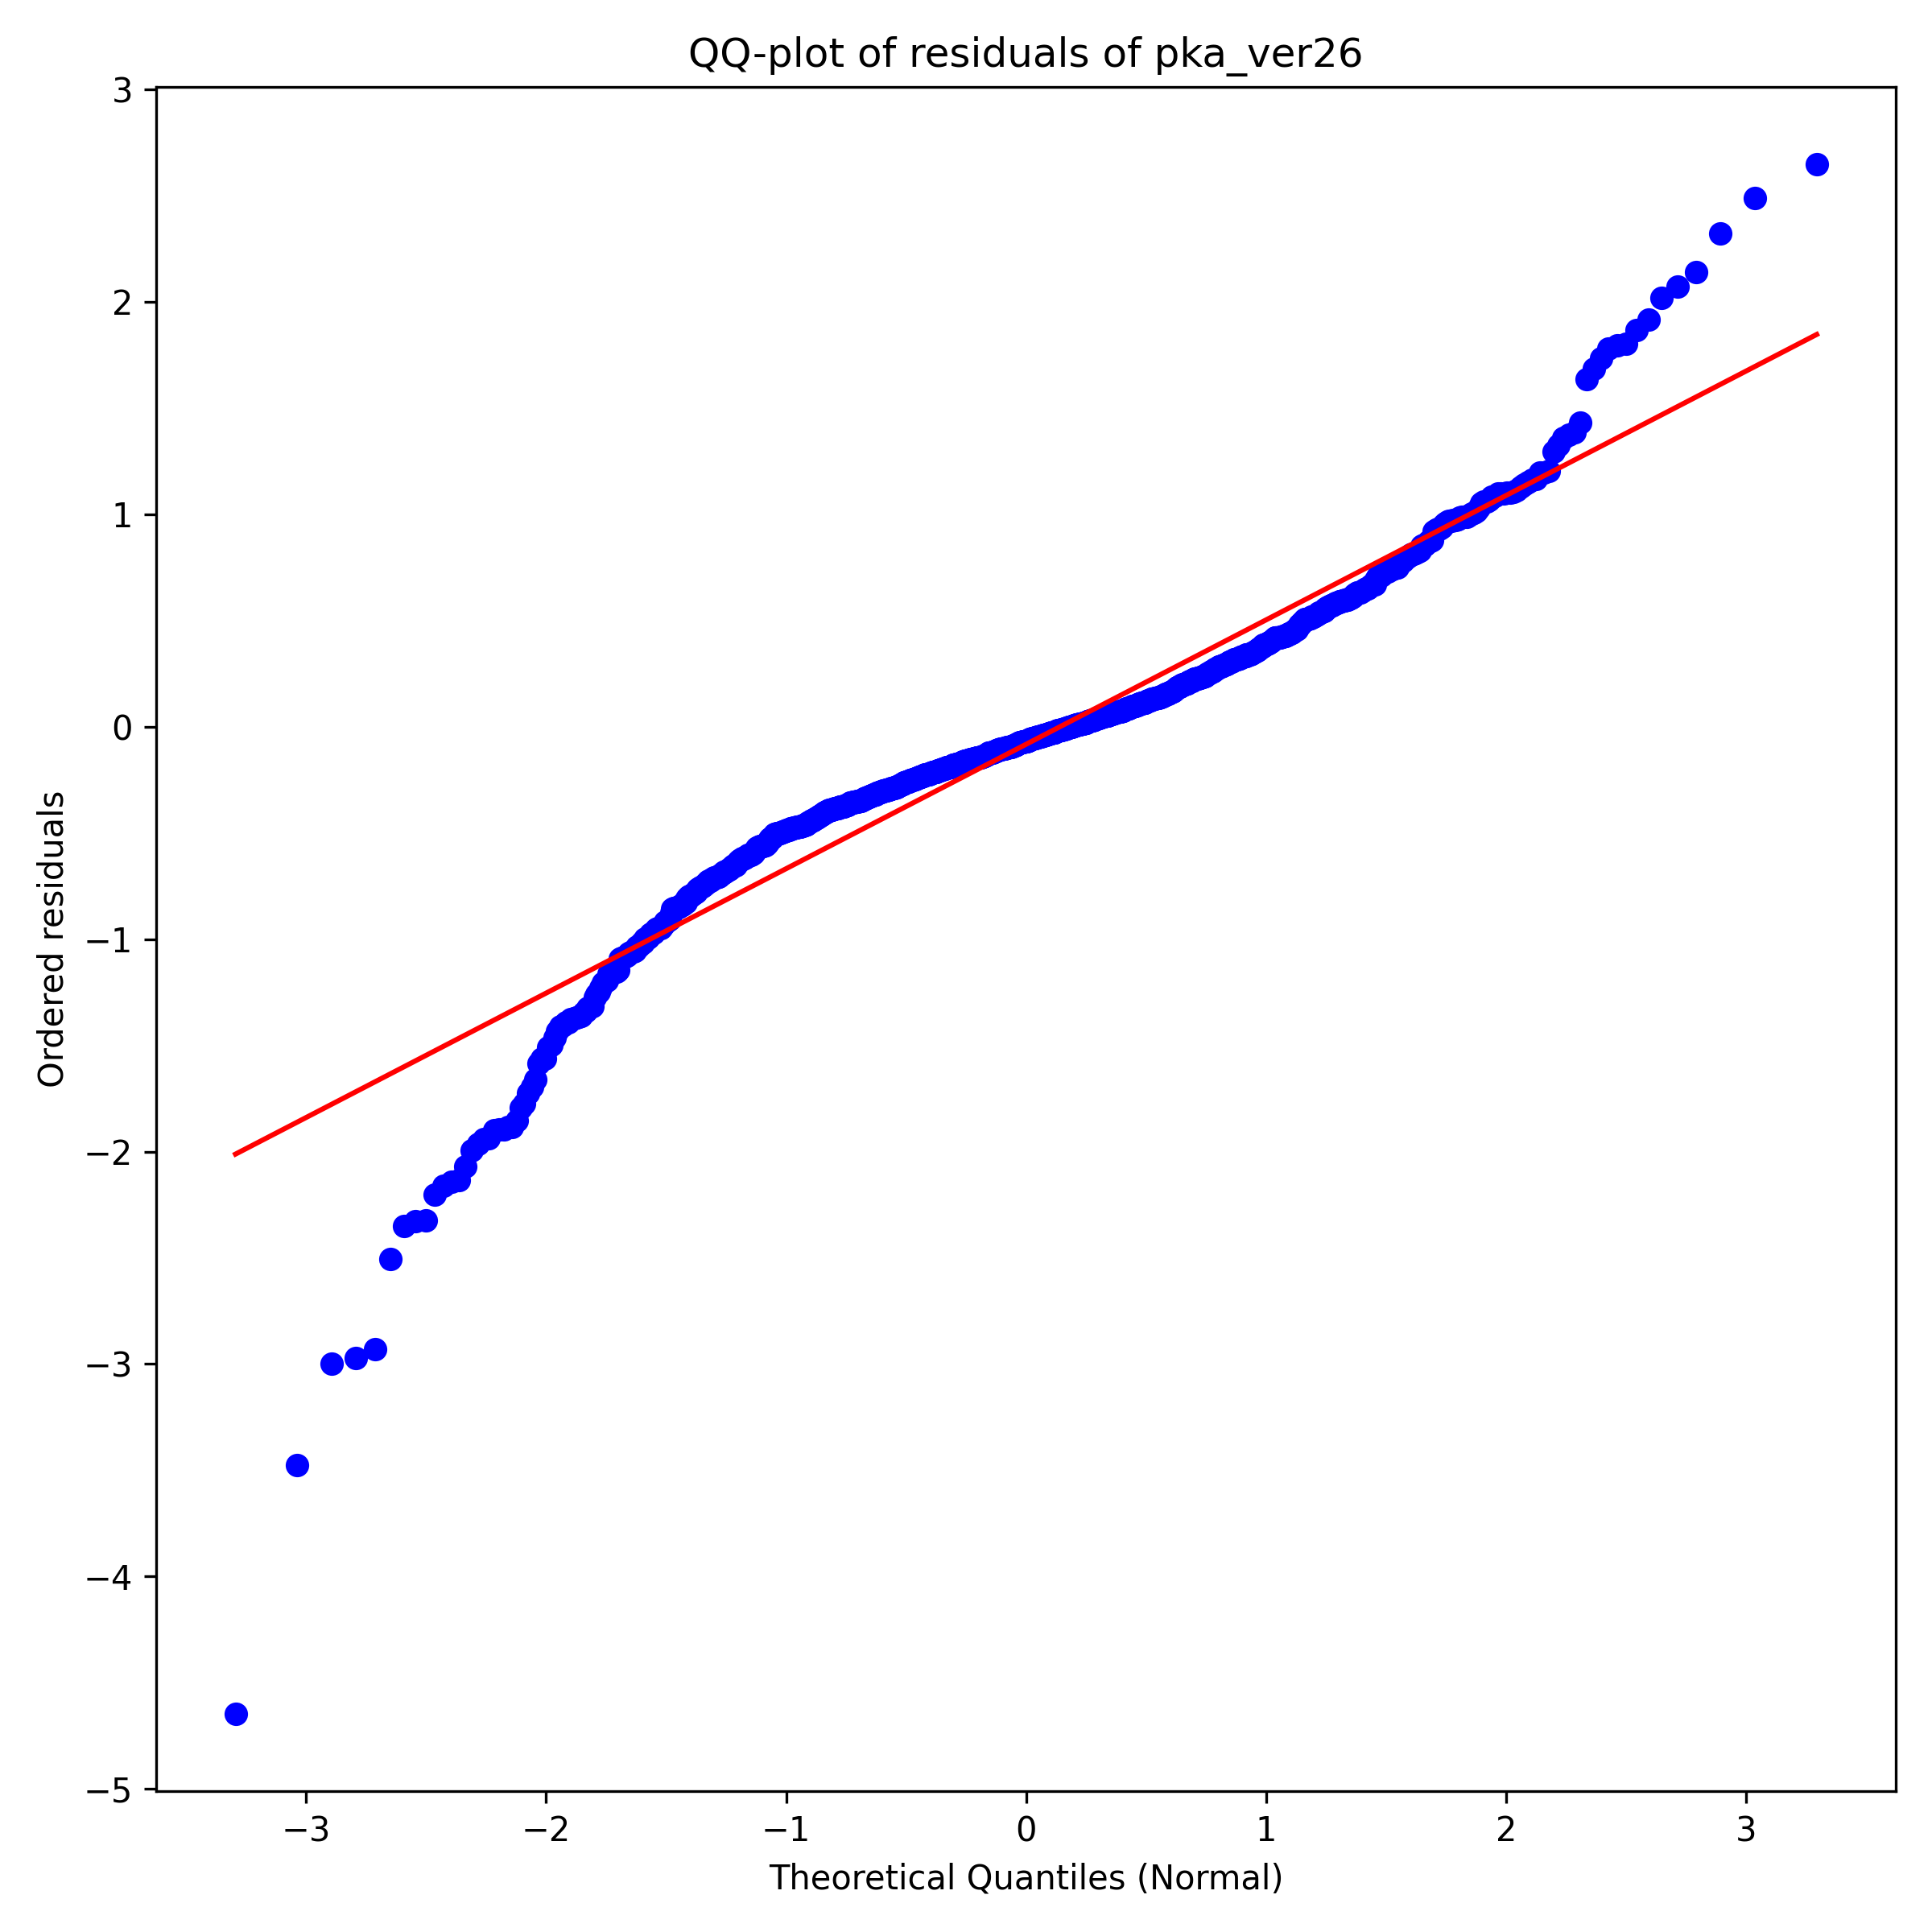 QQ-plot of residuals of pka_ver26
3
2
1
0
−1
−2
−3
−4
−5
Ordered residuals
−3 −2 −1 0 1 2 3
Theoretical Quantiles (Normal)